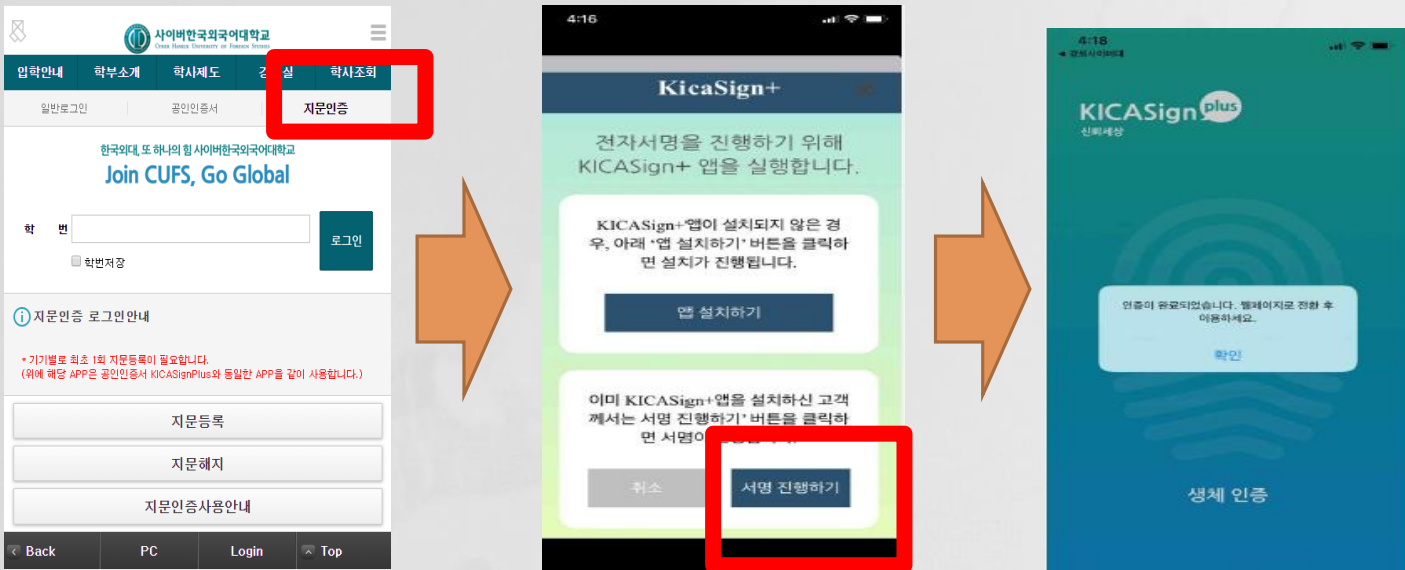 사이버한국외국어대학교
Cyber Hankuk University of Foreign Studies
입학안내 학부소개 학사제도 실 학사조회
일반로그인 공인인증서 지문인증
한국외대, 또 하나의 힘 사이버한국외국어대학교
Join CUFS, Go Global
학 번
로그인
학번저장
지문인증 로그인안내
* 기기별로 최초 1회 지문등록이 필요합니다.
(위에 해당 APP은 공인인증서 KICASignPlus와 동일한 APP을 같이 사용합니다.)
지문등록
지문해지
지문인증사용안내
Back PC Login Top
4:16
KicaSign+
전자서명을 진행하기 위해
KICASign+ 앱을 실행합니다.
KICASign+'앱이 설치되지 않은 경
우, 아래 '앱 설치하기' 버튼을 클릭하
면 설치가 진행됩니다.
앱 설치하기
이미 KICASign+앱을 설치하신 고객
께서는 서명 진행하기' 버튼을 클릭하
면 서명이
취소 서명 진행하기
4:18
KICASign plus
신뢰세상
인증이 완료되었습니다. 웹페이지로 전환 후
이용하세요.
확인
생체 인증